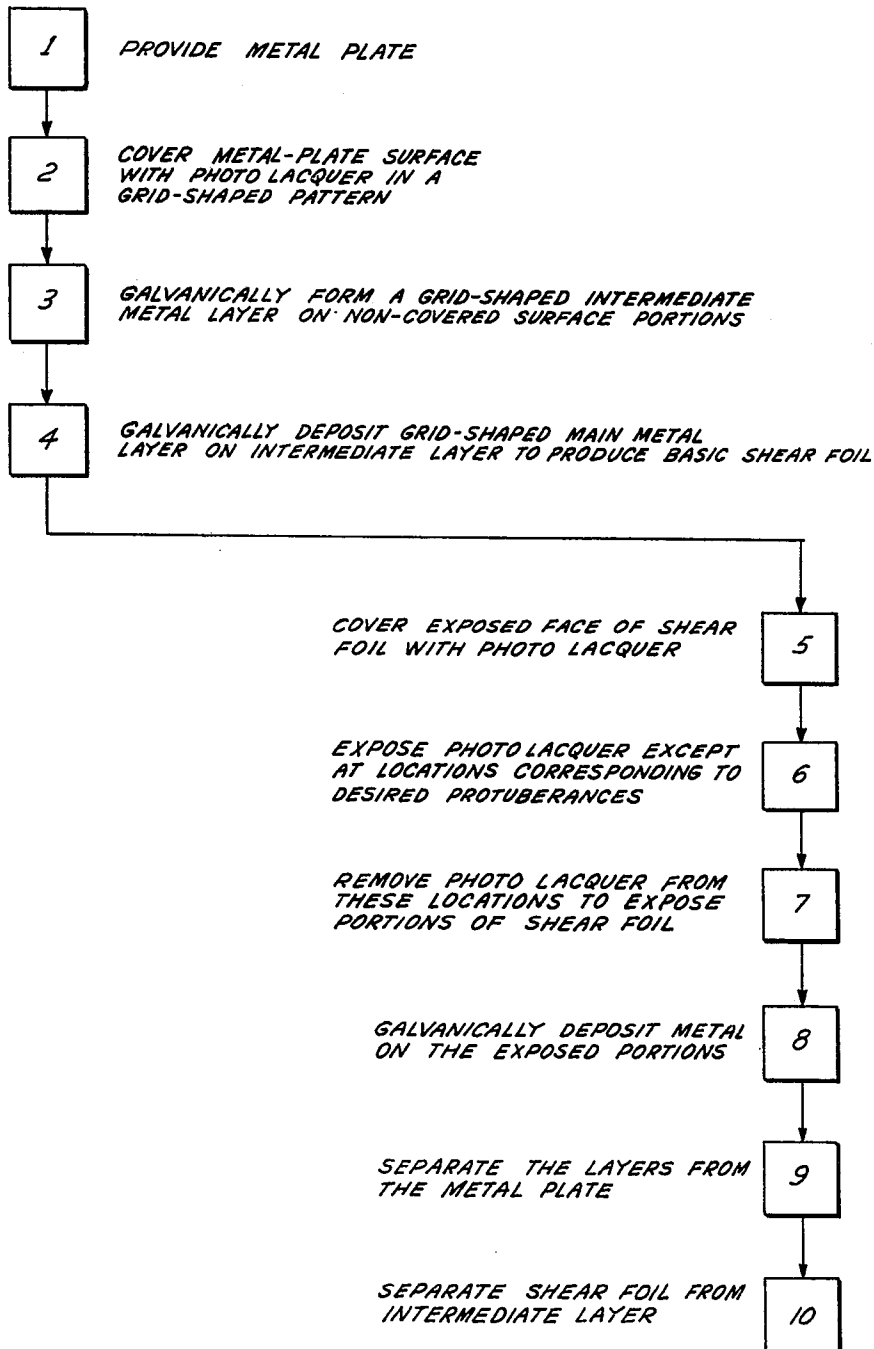 1 PROVIDE METAL PLATE
2 COVER METAL-PLATE SURFACE
WITH PHOTO LACQUER IN A
GRID-SHAPED PATTERN
3 GALVANICALLY FORM A GRID-SHAPED INTERMEDIATE
METAL LAYER ON NON-COVERED SURFACE PORTIONS
4 GALVANICALLY DEPOSIT GRID-SHAPED MAIN METAL
LAYER ON INTERMEDIATE LAYER TO PRODUCE BASIC SHEAR FOIL
COVER EXPOSED FACE OF SHEAR
FOIL WITH PHOTO LACQUER 5
EXPOSE PHOTO LACQUER EXCEPT
AT LOCATIONS CORRESPONDING TO
DESIRED PROTUBERANCES 6
REMOVE PHOTO LACQUER FROM
THESE LOCATIONS TO EXPOSE
PORTIONS OF SHEAR FOIL 7
GALVANICALLY DEPOSIT METAL
ON THE EXPOSED PORTIONS 8
SEPARATE THE LAYERS FROM
THE METAL PLATE 9
SEPARATE SHEAR FOIL FROM
INTERMEDIATE LAYER 10